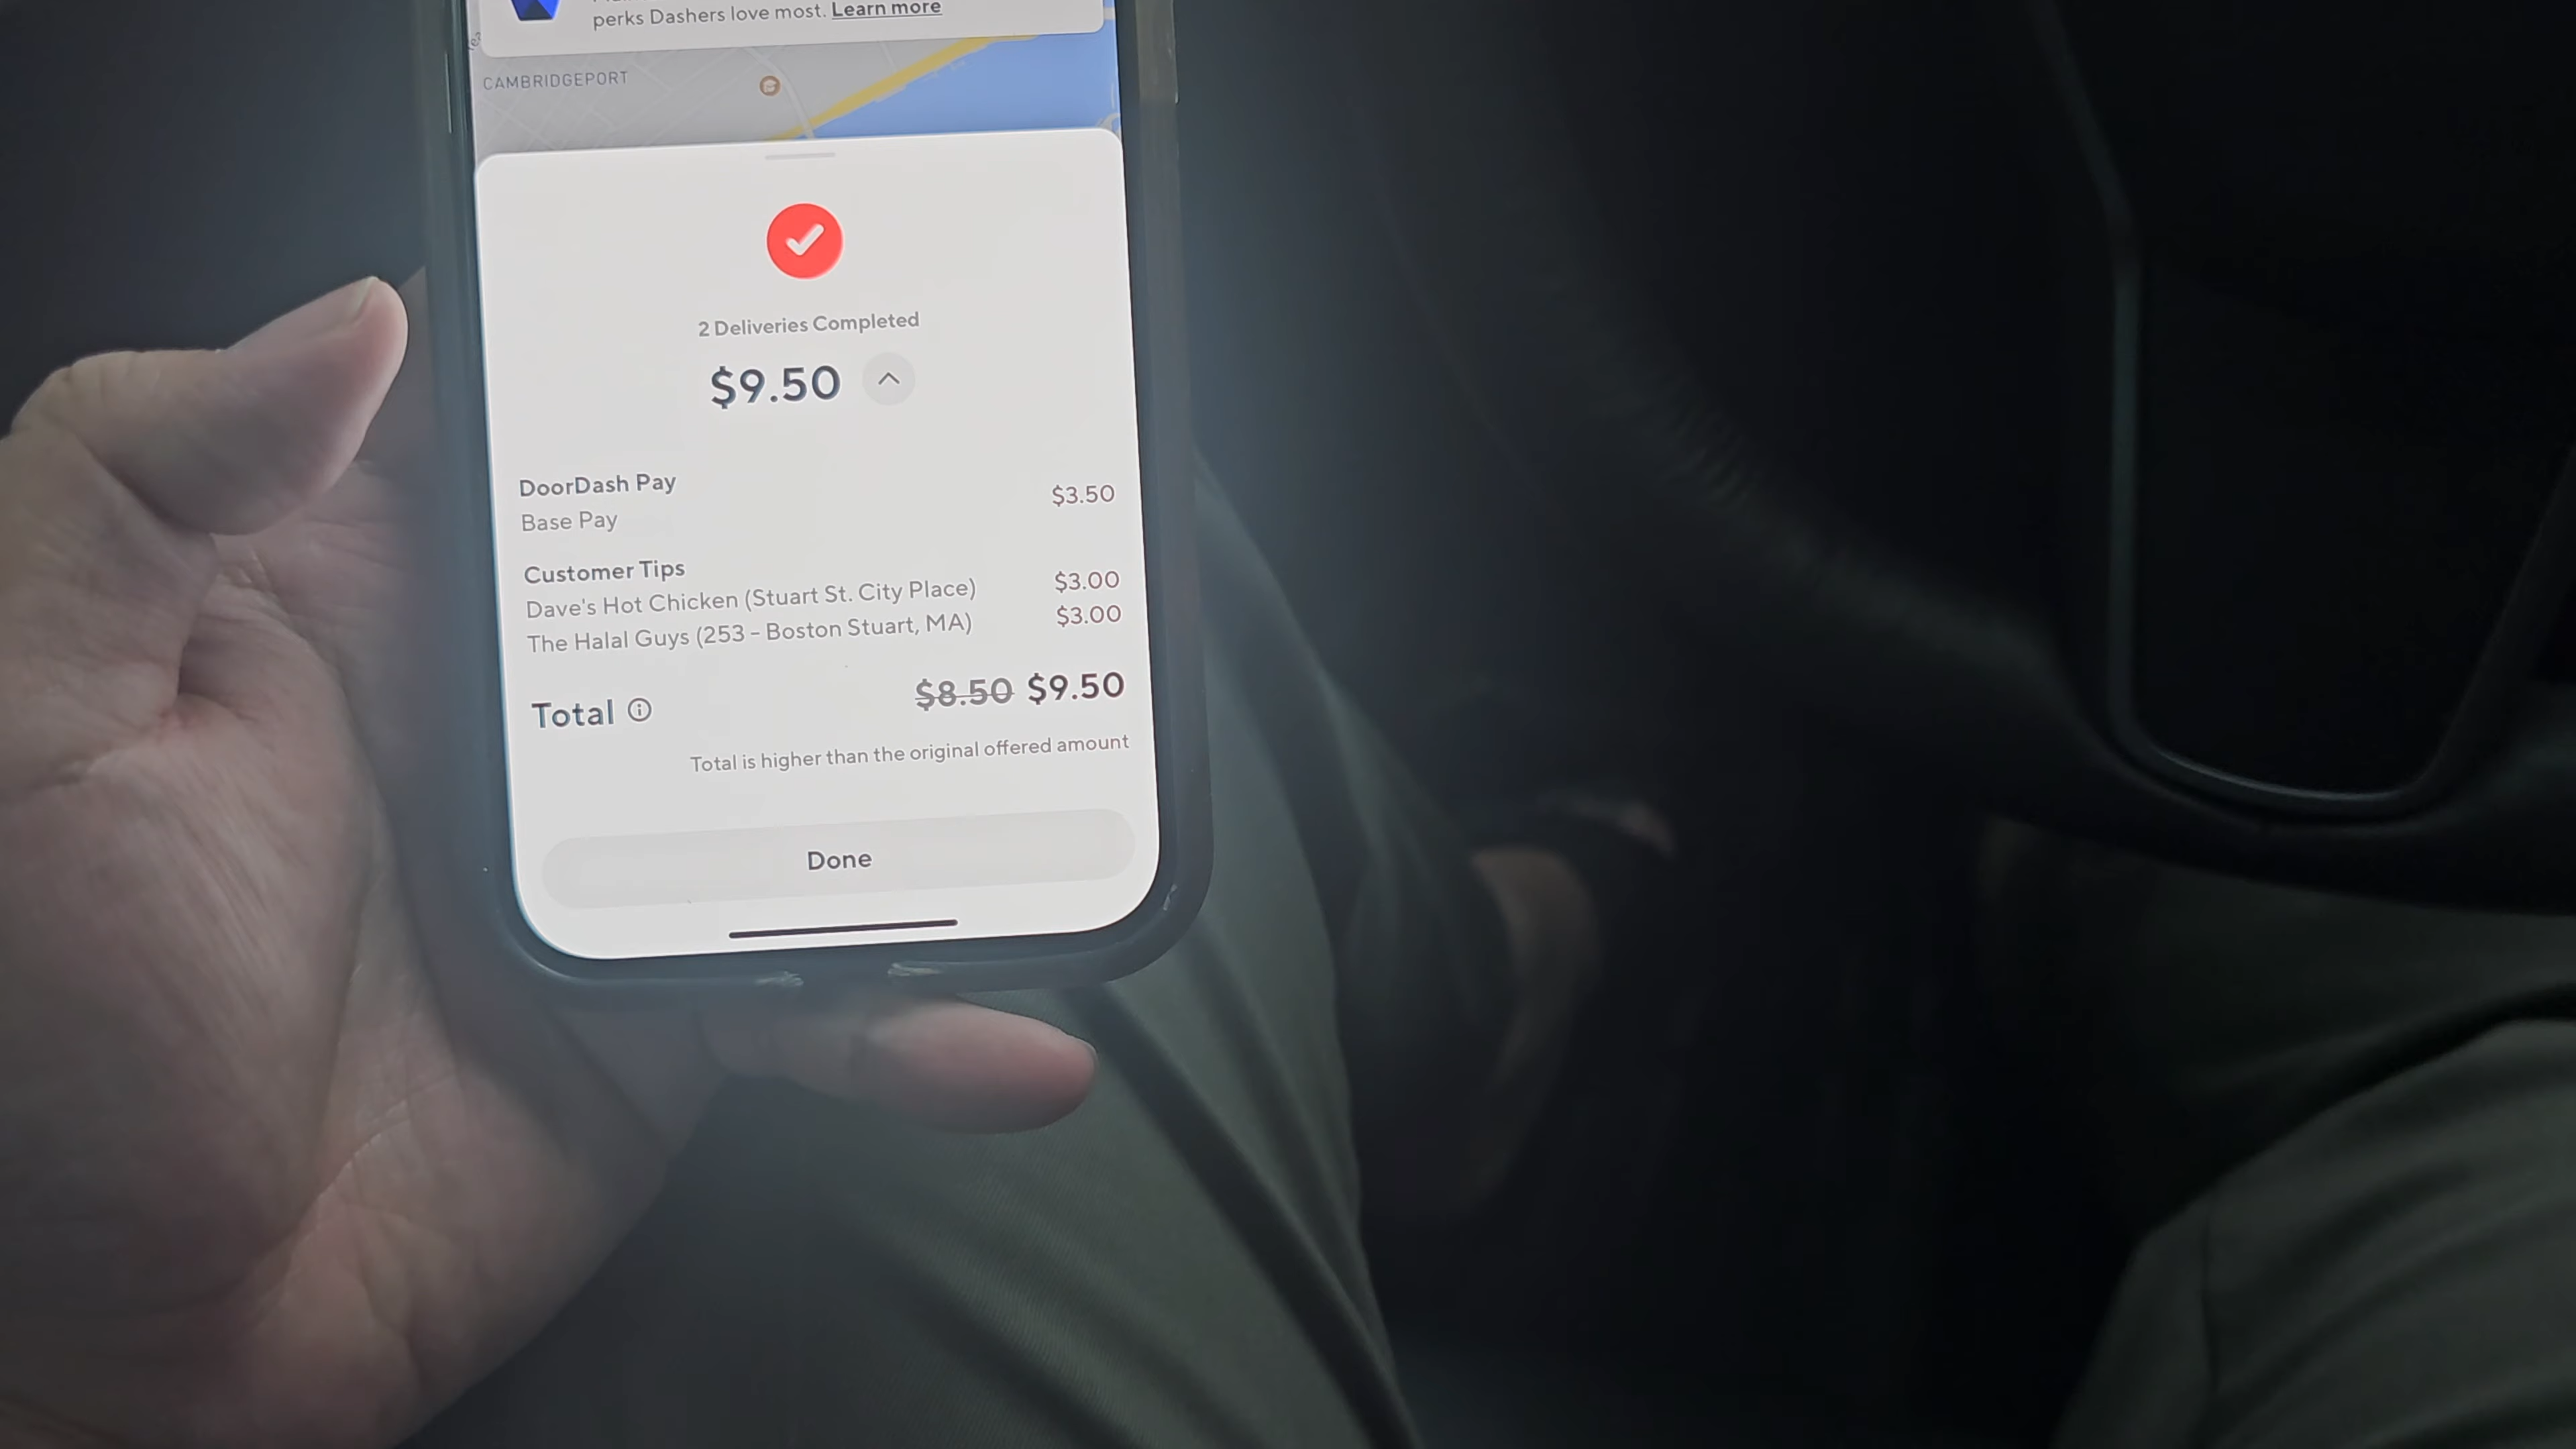 perks Dashers love most. Learn more
CAMBRIDGEPORT
2 Deliveries Completed
$9.50
DoorDash Pay
Base Pay
$3.50
Customer Tips
Dave's Hot Chicken (Stuart St. City Place) $3.00
The Halal Guys (253 - Boston Stuart, MA) $3.00
Total $8.50 $9.50
Total is higher than the original offered amount
Done